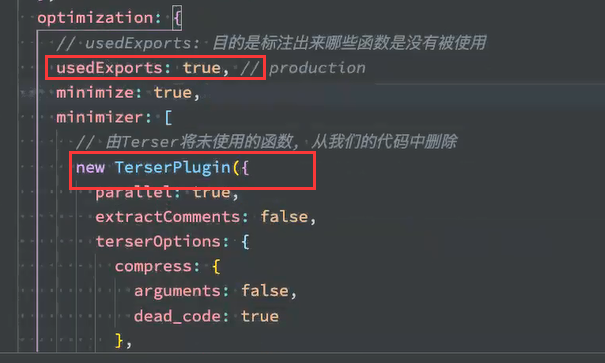 optimization: {
// usedExports: 目的是标注出来哪些函数是没有被使用
usedExports: true, // production
minimize: true,
minimizer: [
// 由Terser将未使用的函数, 从我们的代码中删除
new TerserPlugin({
parallel: true,
extractComments: false,
terserOptions: {
compress: {
arguments: false,
dead_code: true
},